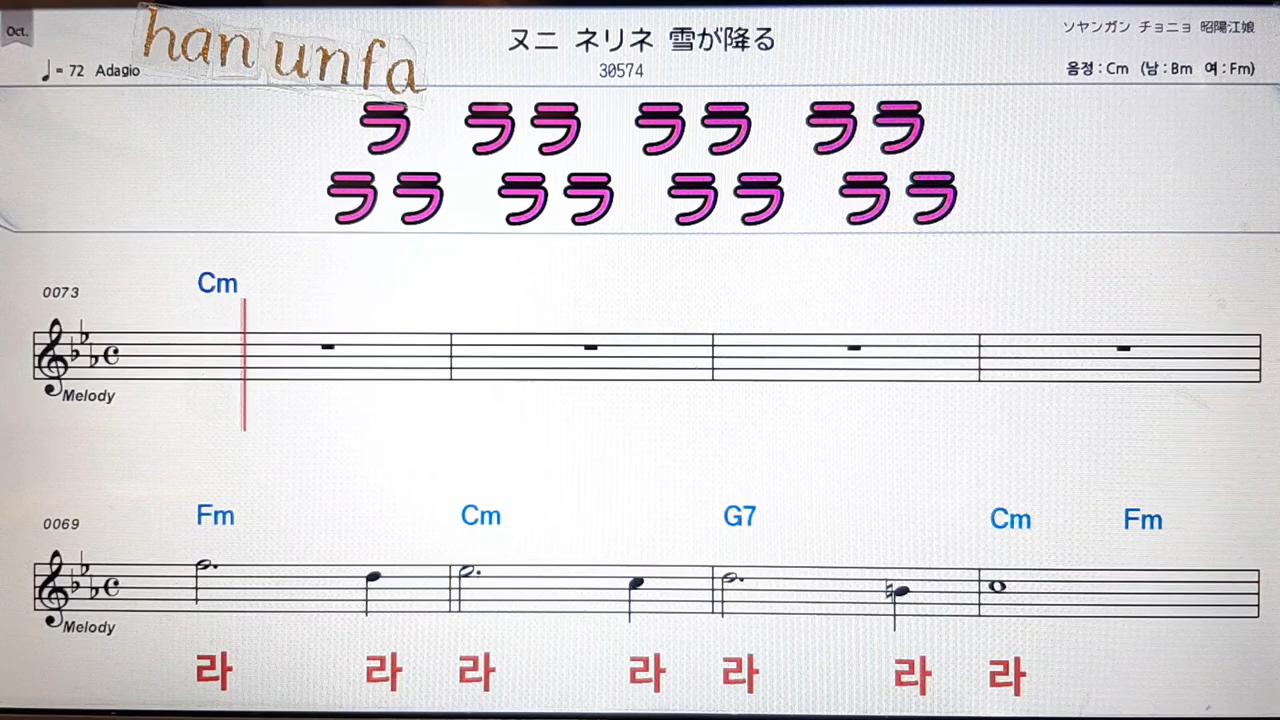 Oct.
han unfa
ヌニ ネリネ 雪が降る
ソヤンガン チョニョ 昭陽江娘
♩= 72 Adagio
30574
음정 : Cm (남 : Bm 여 : Fm)
ラ ララ ララ ララ
ララ ララ ララ ララ
Cm
0073
Melody
Fm Cm G7 Cm Fm
0069
Melody
라 라 라 라 라 라 라